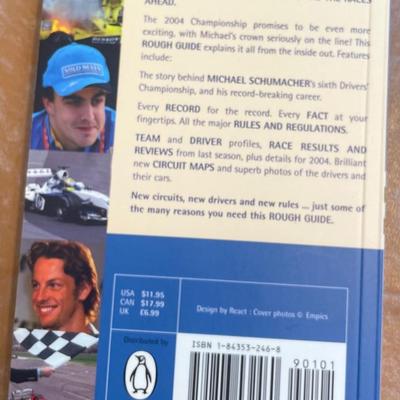 AHEAD.
The 2004 Championship promises to be even more
exciting, with Michael's crown seriously on the line! This
ROUGH GUIDE explains it all from the inside out. Features
include:
The story behind MICHAEL SCHUMACHER's sixth Drivers'
Championship, and his record-breaking career.
Every RECORD for the record. Every FACT at your
fingertips. All the major RULES AND REGULATIONS.
TEAM and DRIVER profiles, RACE RESULTS AND
REVIEWS from last season, plus details for 2004. Brilliant
new CIRCUIT MAPS and superb photos of the drivers and
their cars.
New circuits, new drivers and new rules ... just some of
the many reasons you need this ROUGH GUIDE.
USA $11.95
CAN $17.99
UK £6.99
Design by React : Cover photos © Empics
Distributed by
ISBN 1-84353-246-8
90101